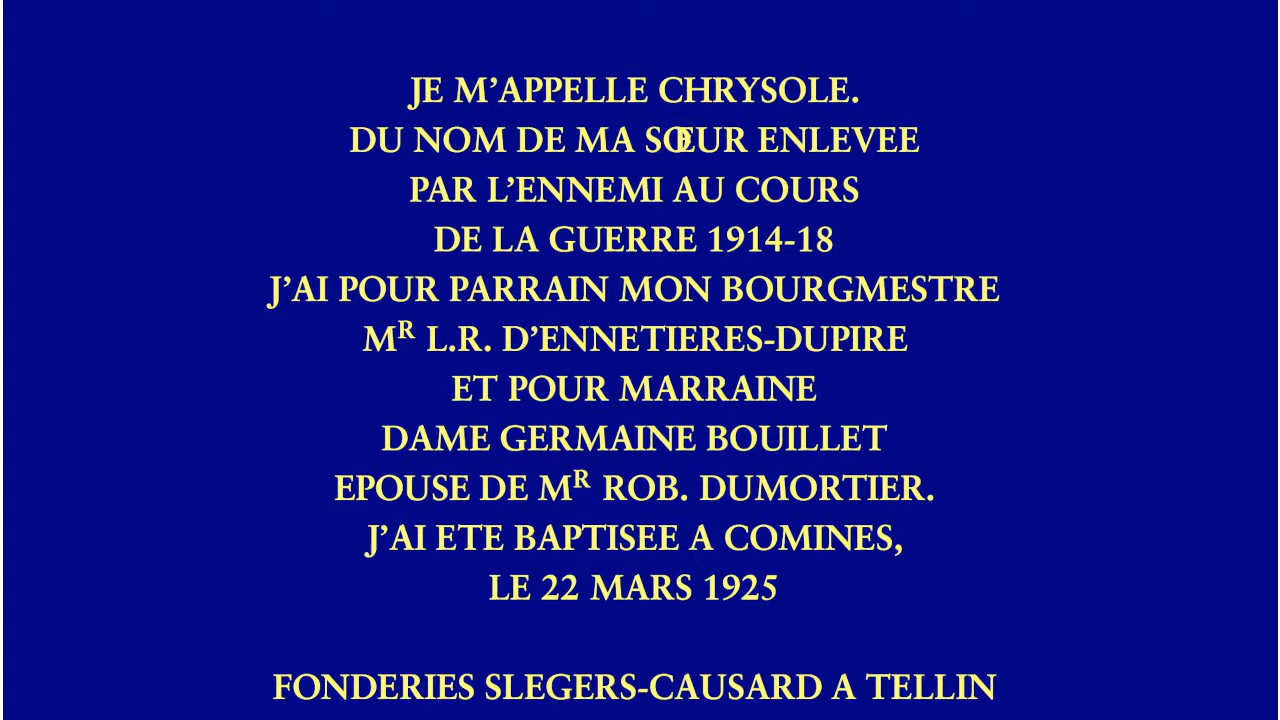 JE M’APPELLE CHRYSOLE.
DU NOM DE MA SŒUR ENLEVEE
PAR L’ENNEMI AU COURS
DE LA GUERRE 1914-18
J’AI POUR PARRAIN MON BOURGMESTRE
MR L.R. D’ENNETIERES-DUPIRE
ET POUR MARRAINE
DAME GERMAINE BOUILLET
EPOUSE DE MR ROB. DUMORTIER.
J’AI ETE BAPTISEE A COMINES,
LE 22 MARS 1925
FONDERIES SLEGERS-CAUSARD A TELLIN